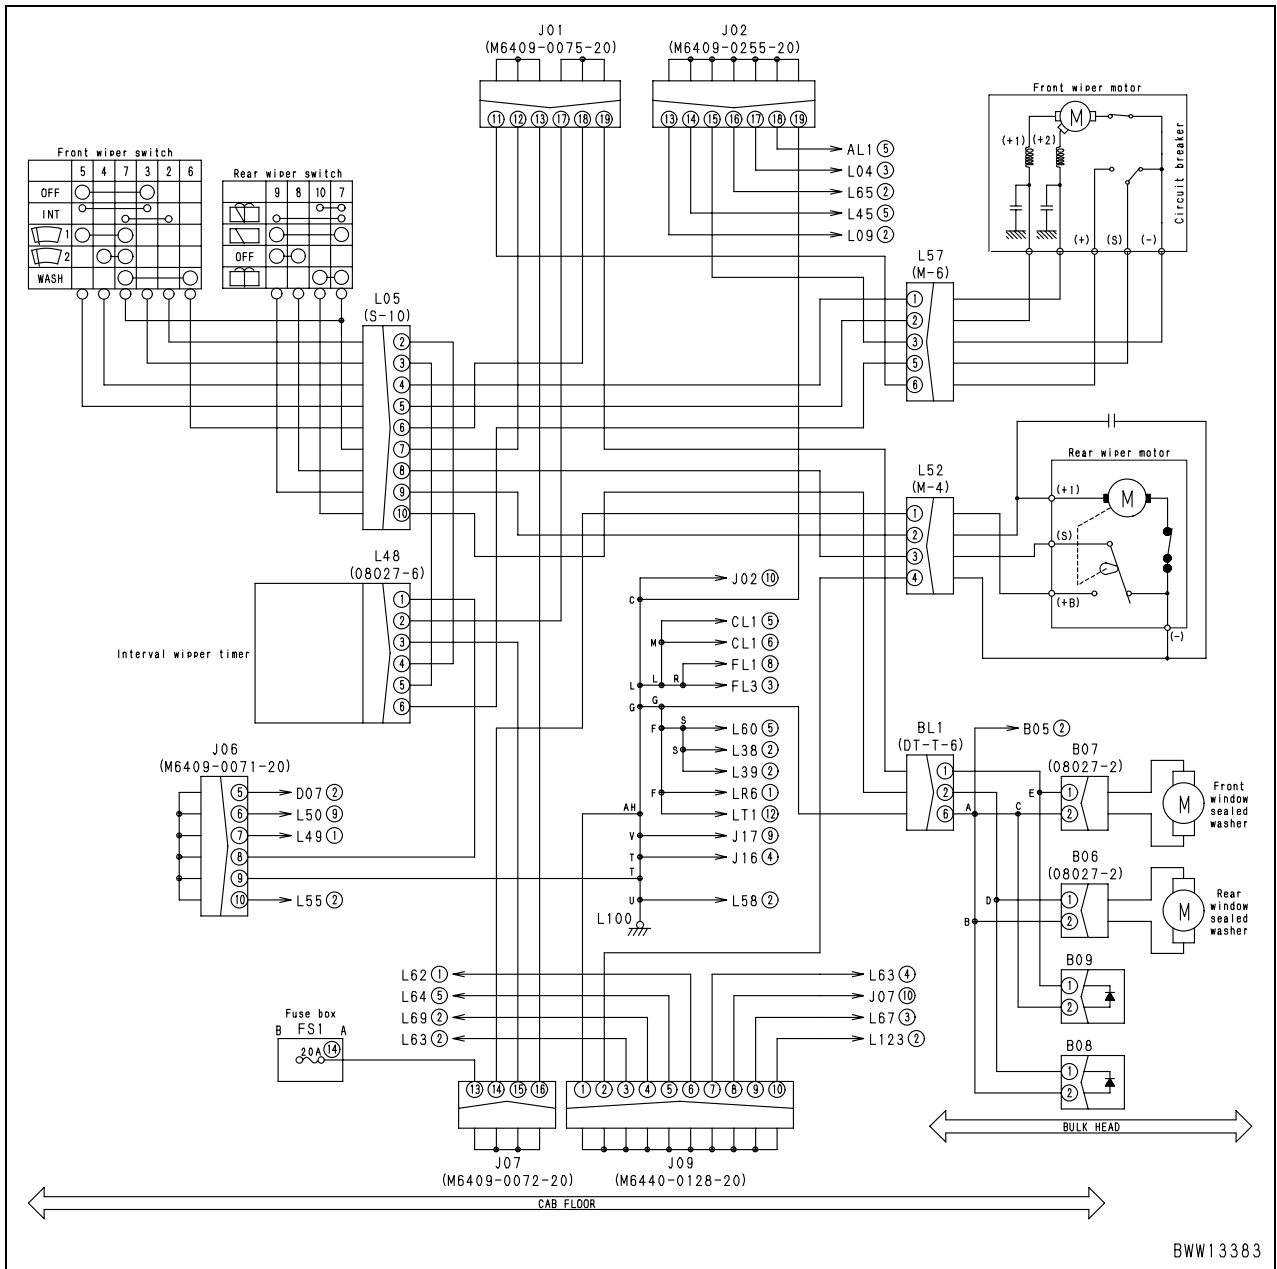 J01
(M6409-0075-20)
J02
(M6409-0255-20)
11 12 13 17 18 19
13 14 15 16 17 18 19
AL1 5
L04 3
L65 2
L45 5
L09 2
Front wiper motor
M
(+1) (+2)
Circuit breaker
(+) (S) (-)
Front wiper switch
5 4 7 3 2 6
OFF
INT
1
2
WASH
Rear wiper switch
9 8 10 7
OFF
L05
(S-10)
2
3
4
5
6
7
8
9
10
L57
(M-6)
1
2
3
5
6
L52
(M-4)
1
2
3
4
Rear wiper motor
(+1)
M
(S)
(+B)
(-)
L48
(08027-6)
1
2
3
4
5
6
Interval wipper timer
C
J02 10
CL1 5
M
CL1 6
FL1 8
L L R
FL3 3
G G
F S
L60 5
S
L38 2
L39 2
F
LR6 1
AH
LT1 12
V
J17 9
T
J16 4
T
U
L58 2
L100
J06
(M6409-0071-20)
5 D07 2
6 L50 9
7 L49 1
8
9
10 L55 2
BL1
(DT-T-6)
1
2
6
A
B05 2
B07
(08027-2)
E
C
1
2
M
Front
window
sealed
washer
B06
(08027-2)
D
B
1
2
M
Rear
window
sealed
washer
B09
1
2
B08
1
2
L62 1
L64 5
L69 2
L63 2
L63 4
J07 10
L67 3
L123 2
Fuse box
B FS1 A
20A 14
13 14 15 16
1 2 3 4 5 6 7 8 9 10
J07
(M6409-0072-20)
J09
(M6440-0128-20)
BULK HEAD
CAB FLOOR
BWW13383